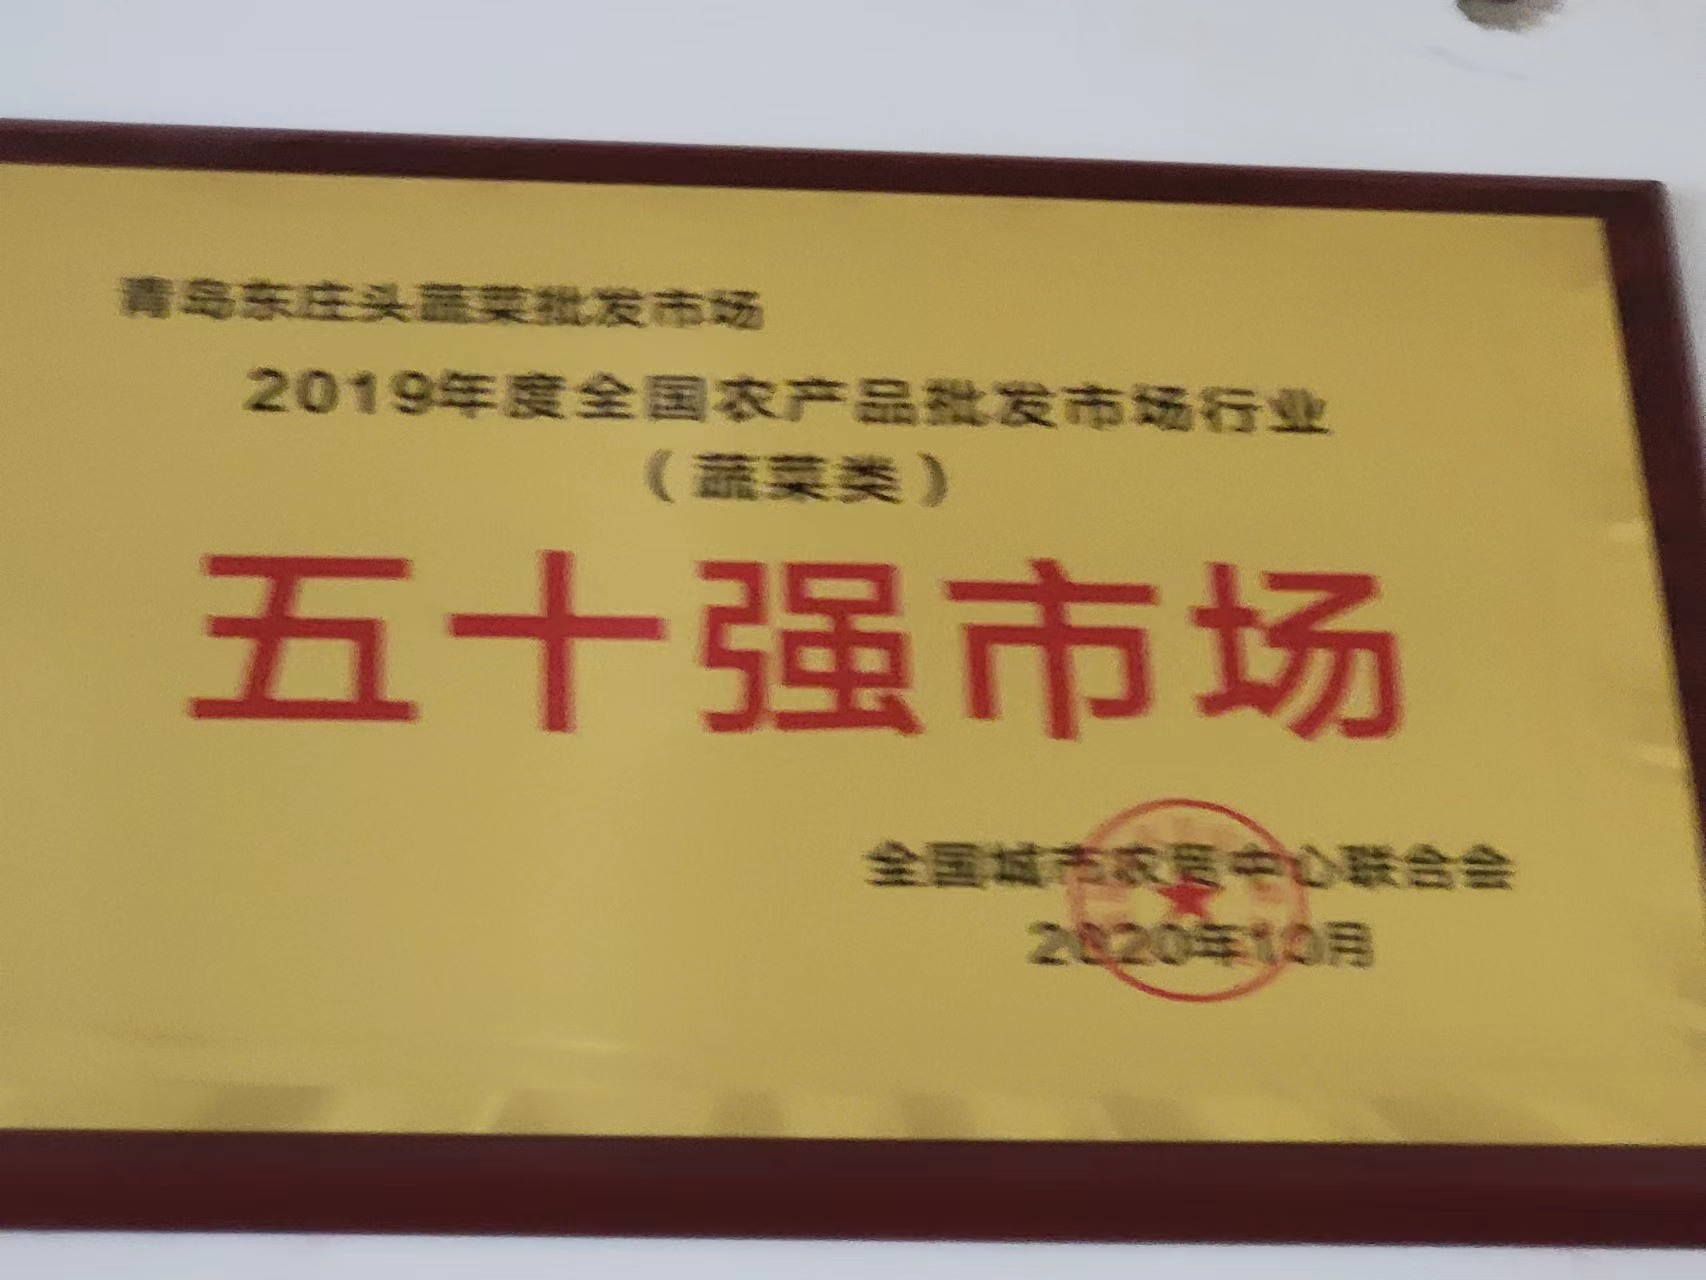 青岛东庄头蔬菜批发市场
2019年度全国农产品批发市场行业
（蔬菜类）
五十强市场
全国城市农贸中心联合会
2020年10月